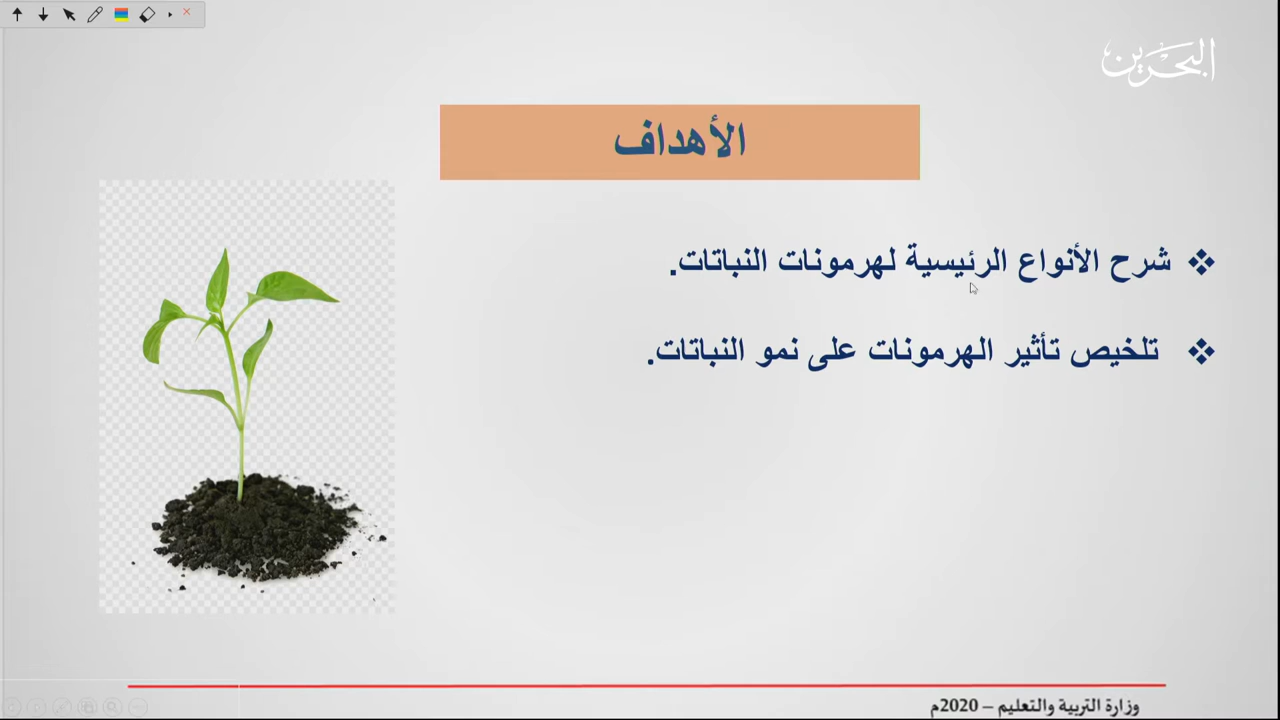 البحرين
الأهداف
❖ شرح الأنواع الرئيسية لهرمونات النباتات.
❖ تلخيص تأثير الهرمونات على نمو النباتات.
وزارة التربية والتعليم – 2020م